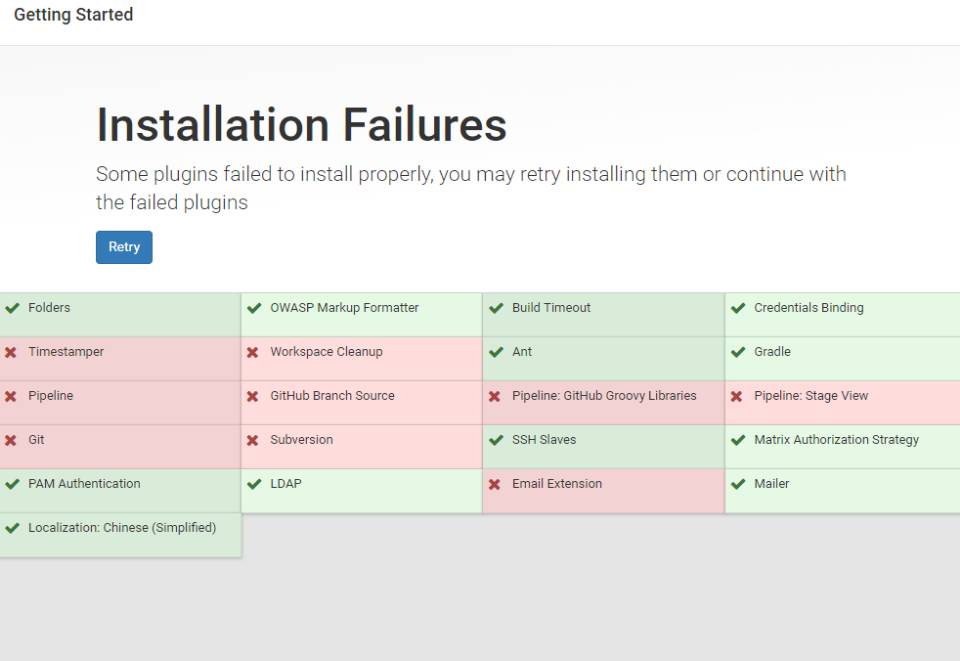 Getting Started
Installation Failures
Some plugins failed to install properly, you may retry installing them or continue with
the failed plugins
Retry
Folders
OWASP Markup Formatter
Build Timeout
Credentials Binding
Timestamper
Workspace Cleanup
Ant
Gradle
Pipeline
GitHub Branch Source
Pipeline: GitHub Groovy Libraries
Pipeline: Stage View
Git
Subversion
SSH Slaves
Matrix Authorization Strategy
PAM Authentication
LDAP
Email Extension
Mailer
Localization: Chinese (Simplified)